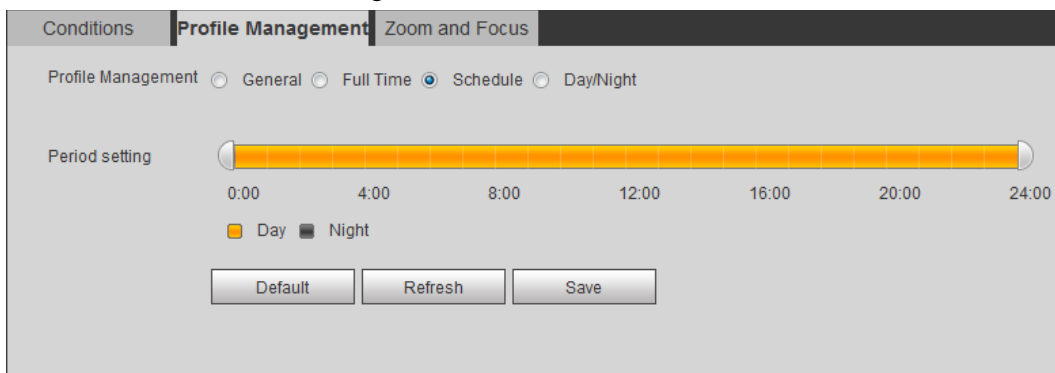 Conditions Profile Management Zoom and Focus
Profile Management General Full Time Schedule Day/Night
Period setting
0:00 4:00 8:00 12:00 16:00 20:00 24:00
Day Night
Default Refresh Save